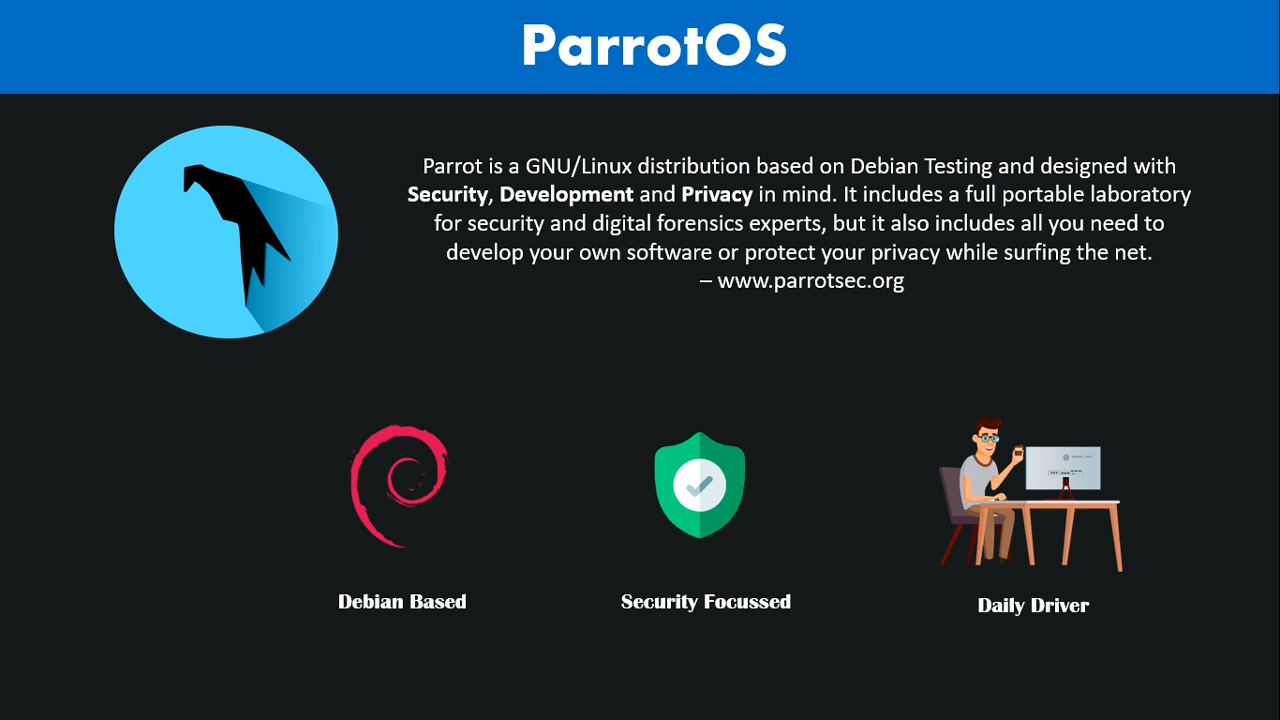 ParrotOS
Parrot is a GNU/Linux distribution based on Debian Testing and designed with
Security, Development and Privacy in mind. It includes a full portable laboratory
for security and digital forensics experts, but it also includes all you need to
develop your own software or protect your privacy while surfing the net.
– www.parrotsec.org
Debian Based
Security Focussed
Daily Driver